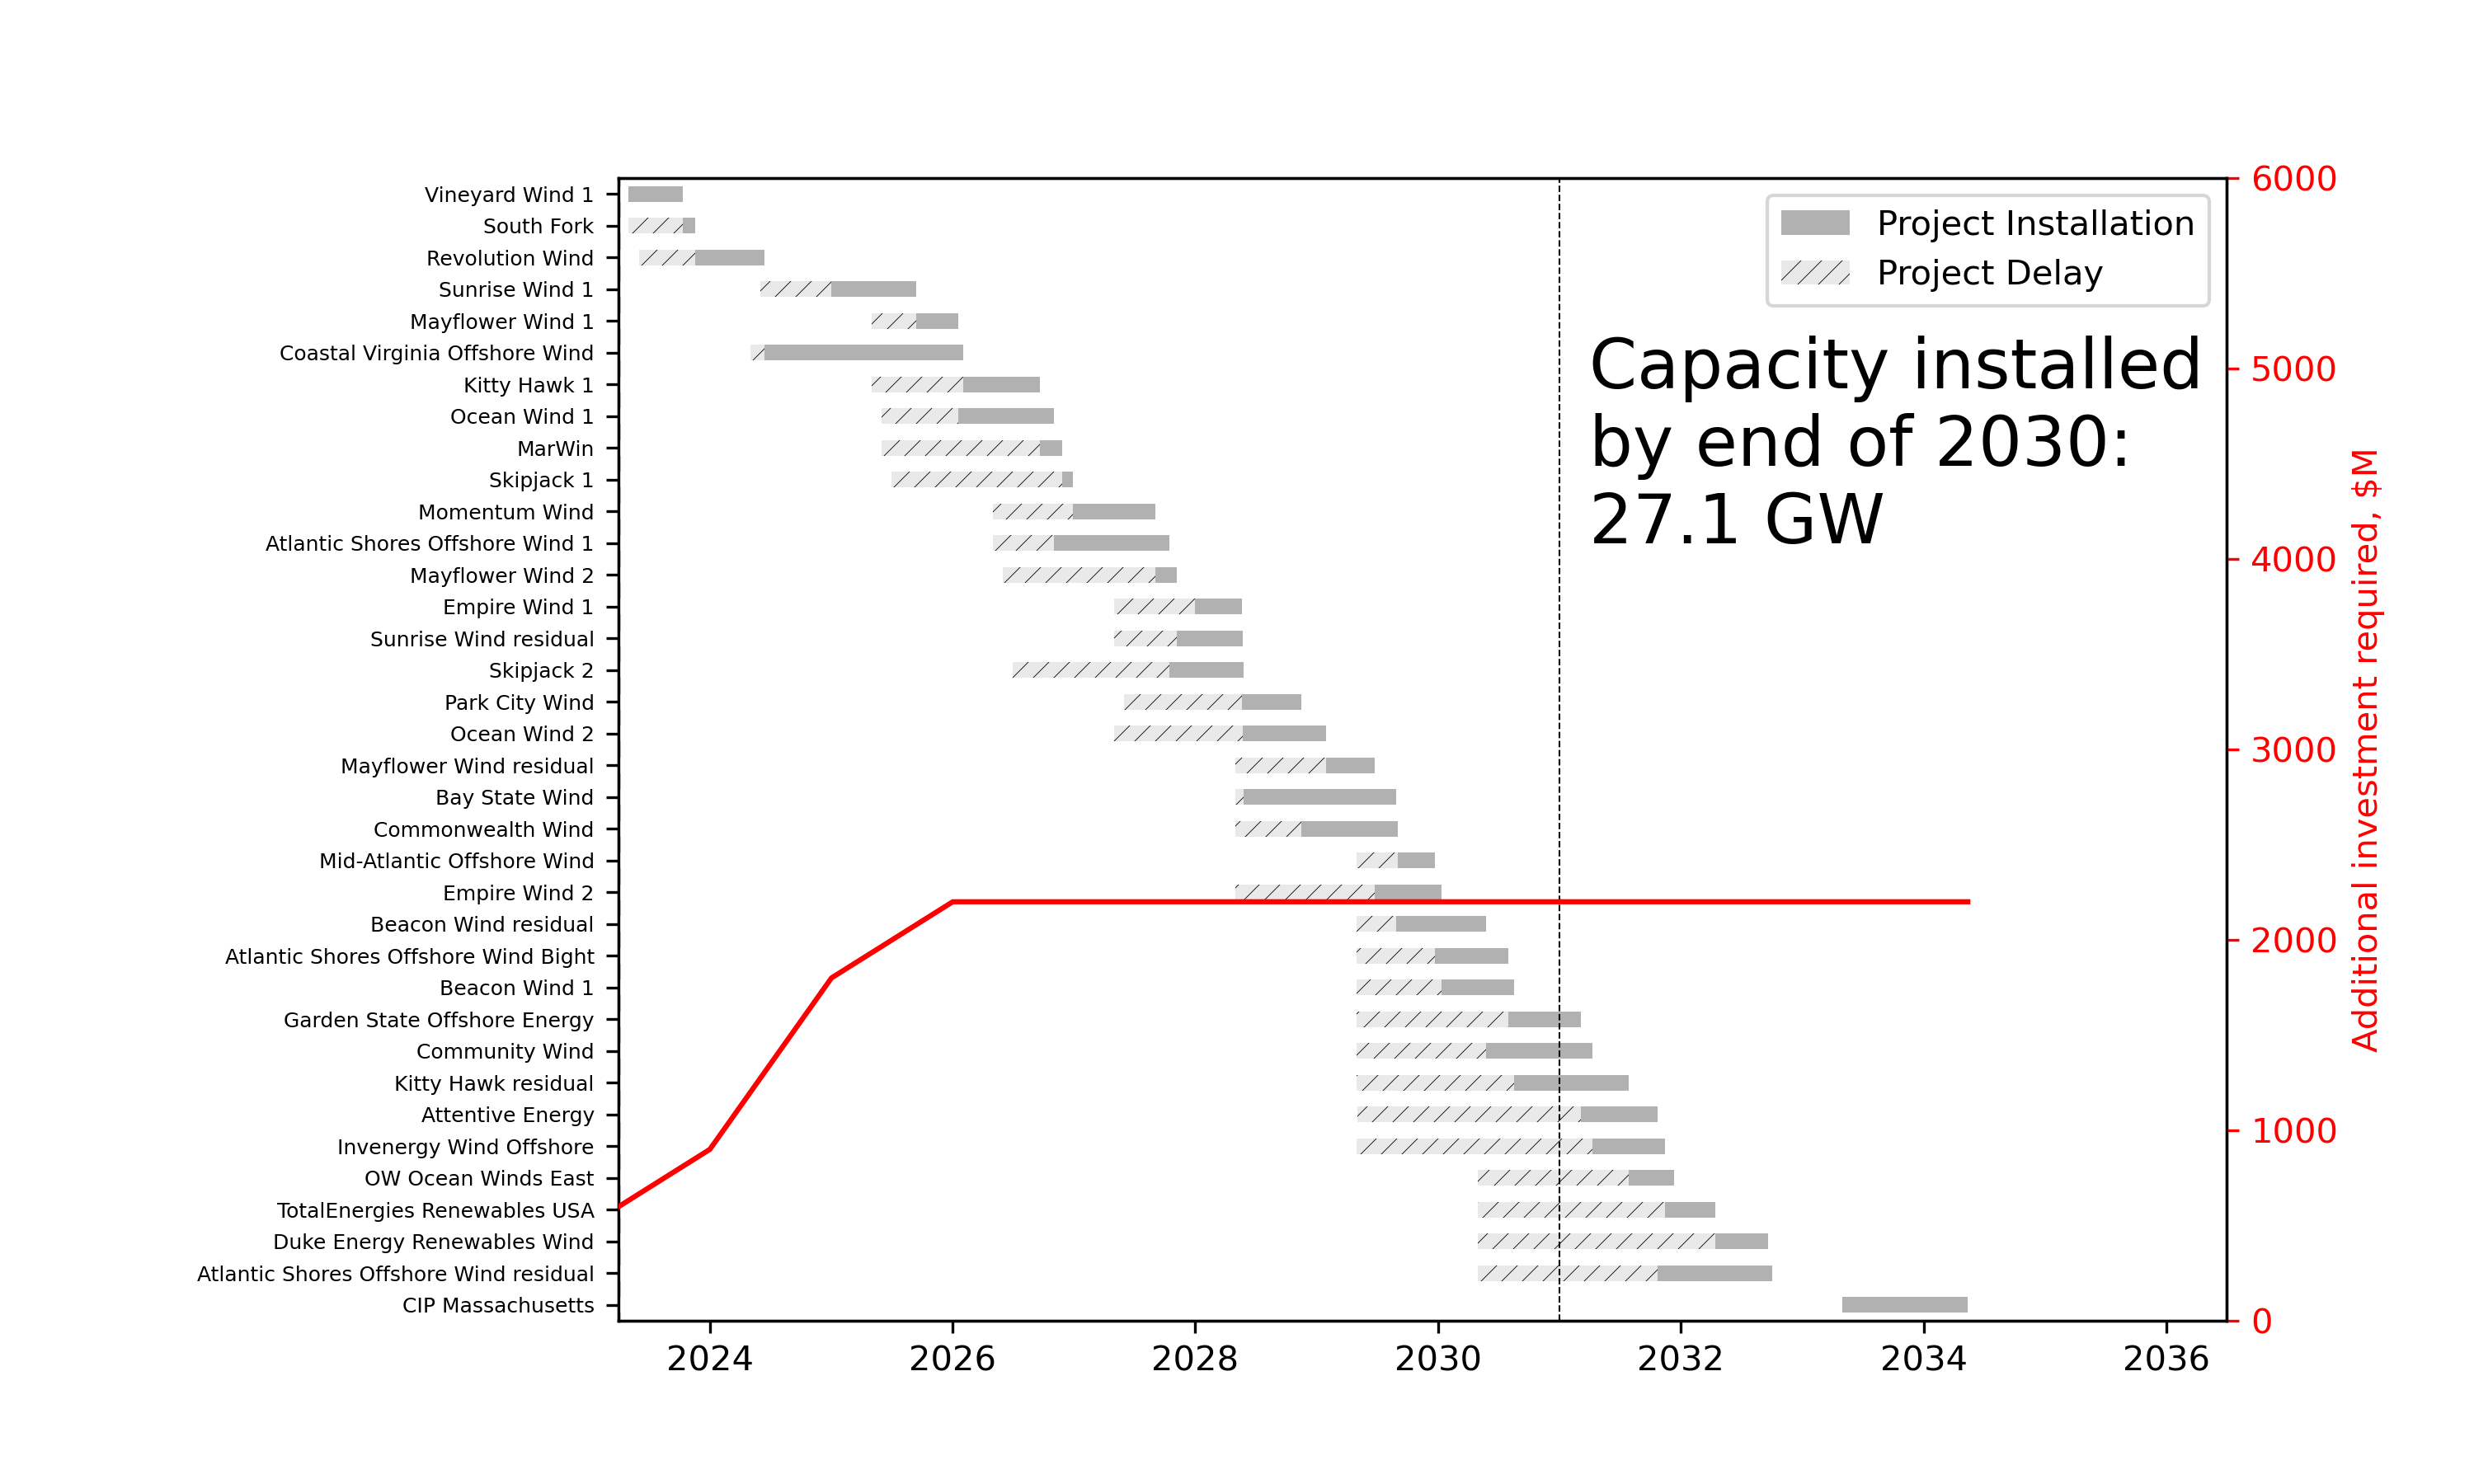 Vineyard Wind 1
South Fork
Revolution Wind
Sunrise Wind 1
Mayflower Wind 1
Coastal Virginia Offshore Wind
Kitty Hawk 1
Ocean Wind 1
MarWin
Skipjack 1
Momentum Wind
Atlantic Shores Offshore Wind 1
Mayflower Wind 2
Empire Wind 1
Sunrise Wind residual
Skipjack 2
Park City Wind
Ocean Wind 2
Mayflower Wind residual
Bay State Wind
Commonwealth Wind
Mid-Atlantic Offshore Wind
Empire Wind 2
Beacon Wind residual
Atlantic Shores Offshore Wind Bight
Beacon Wind 1
Garden State Offshore Energy
Community Wind
Kitty Hawk residual
Attentive Energy
Invenergy Wind Offshore
OW Ocean Winds East
TotalEnergies Renewables USA
Duke Energy Renewables Wind
Atlantic Shores Offshore Wind residual
CIP Massachusetts
2024
2026
2028
2030
2032
2034
2036
Project Installation
Project Delay
Capacity installed
by end of 2030:
27.1 GW
6000
5000
4000
3000
2000
1000
0
Additional investment required, $M